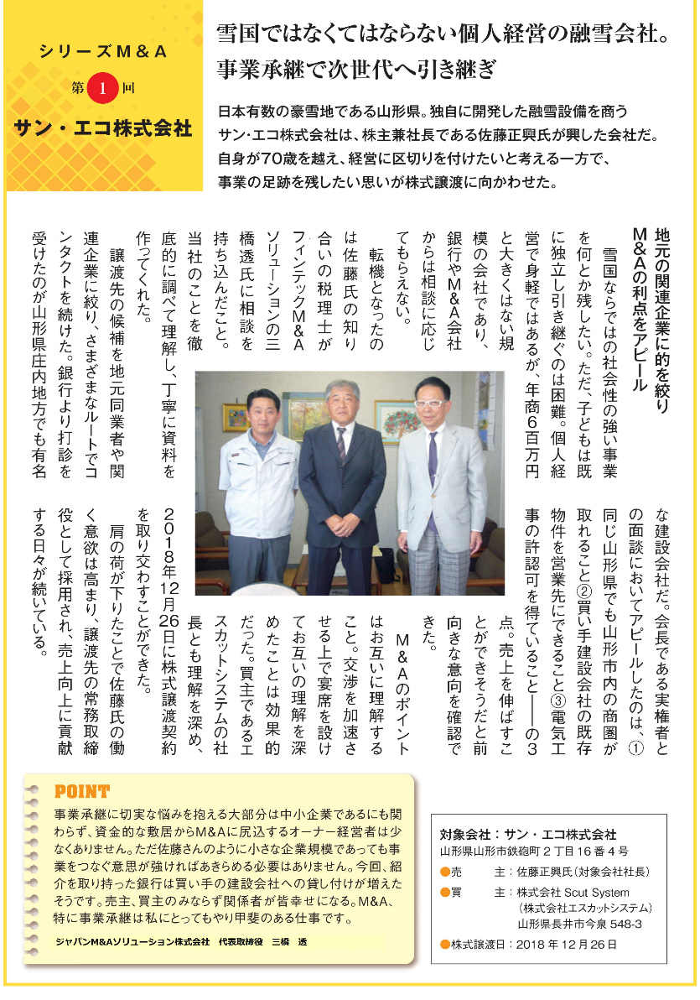 シリーズM＆A
第1回
サン・エコ株式会社
雪国ではなくてはならない個人経営の融雪会社。
事業承継で次世代へ引き継ぎ
日本有数の豪雪地である山形県。独自に開発した融雪設備を商う
サン・エコ株式会社は、株主兼社長である佐藤正興氏が興した会社だ。
自身が70歳を越え、経営に区切りを付けたいと考える一方で、
事業の足跡を残したい思いが株式譲渡に向かわせた。
地元の関連企業に的を絞り
M＆Aの利点をアピール
雪国ならではの社会性の強い事業
を何とか残したい。ただ、子どもは既
に独立し引き継ぐのは困難。個人経
営で身軽ではあるが、年商6百万円
と大きくはない規
模の会社であり、
銀行やM＆A会社
からは相談に応じ
てもらえない。
転機となったの
は佐藤氏の知り
合いの税理士が
フィンテックM＆A
ソリューションの三
橋透氏に相談を
持ち込んだこと。
当社のことを徹
底的に調べて理解し、丁寧に資料を
作ってくれた。
譲渡先の候補を地元同業者や関
連企業に絞り、さまざまなルートでコ
ンタクトを続けた。銀行より打診を
受けたのが山形県庄内地方でも有名
な建設会社だ。会長である実権者と
の面談においてアピールしたのは、①
同じ山形県でも山形市内の商圏が
取れること②買い手建設会社の既存
物件を営業先にできること③電気工
事の許認可を得ていること――の3
点。売上を伸ばすこ
とができそうだと前
向きな意向を確認で
きた。
M＆Aのポイント
はお互いに理解する
こと。交渉を加速さ
せる上で宴席を設け
てお互いの理解を深
めたことは効果的
だった。買主であるエ
スカットシステムの社
長とも理解を深め、
2018年12月26日に株式譲渡契約
を取り交わすことができた。
肩の荷が下りたことで佐藤氏の働
く意欲は高まり、譲渡先の常務取締
役として採用され、売上向上に貢献
する日々が続いている。
POINT
事業承継に切実な悩みを抱える大部分は中小企業であるにも関
わらず、資金的な敷居からM&Aに尻込するオーナー経営者は少
なくありません。ただ佐藤さんのように小さな企業規模であっても事
業をつなぐ意思が強ければあきらめる必要はありません。今回、紹
介を取り持った銀行は買い手の建設会社への貸し付けが増えた
そうです。売主、買主のみならず関係者が皆幸せになる。M&A、
特に事業承継は私にとってもやり甲斐のある仕事です。
ジャパンM&Aソリューション株式会社　代表取締役　三橋　透
対象会社：サン・エコ株式会社
山形県山形市鉄砲町2丁目16番4号
●売　　主：佐藤正興氏（対象会社社長）
●買　　主：株式会社 Scut System
（株式会社エスカットシステム）
山形県長井市今泉 548-3
●株式譲渡日：2018年12月26日